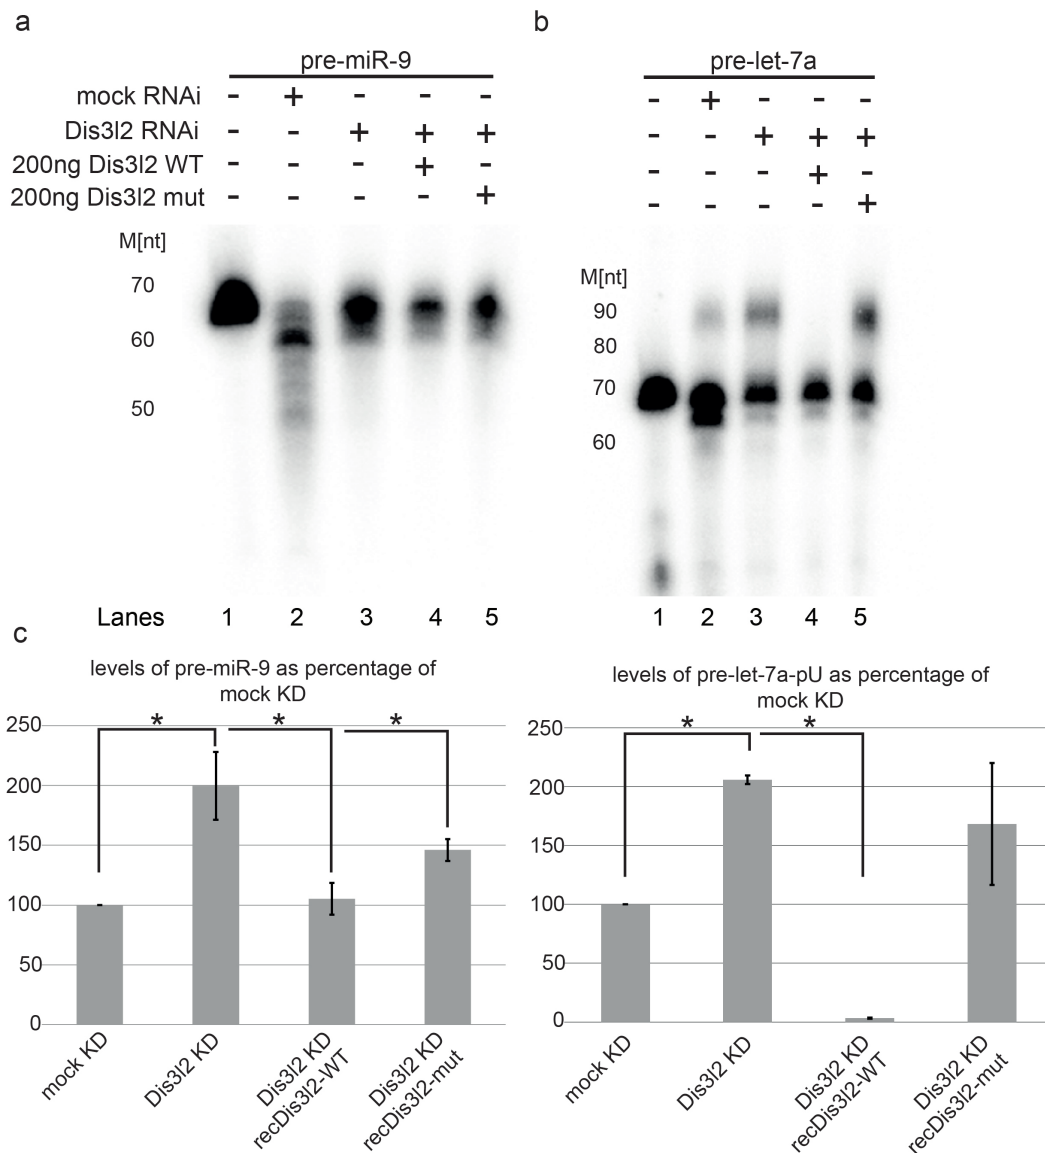 a
pre-miR-9
mock RNAi - + - - -
Dis3l2 RNAi - - + + +
200ng Dis3l2 WT - - - + -
200ng Dis3l2 mut - - - - +
M[nt]
70
60
50
Lanes 1 2 3 4 5
b
pre-let-7a
- + - - -
- - + + +
- - - + -
- - - - +
M[nt]
90
80
70
60
1 2 3 4 5
c
levels of pre-miR-9 as percentage of
mock KD
* * *
250
200
150
100
50
0
mock KD
Dis3l2 KD
Dis3l2 KD
recDis3l2-WT
Dis3l2 KD
recDis3l2-mut
levels of pre-let-7a-pU as percentage of
mock KD
* *
250
200
150
100
50
0
mock KD
Dis3l2 KD
Dis3l2 KD
recDis3l2-WT
Dis3l2 KD
recDis3l2-mut